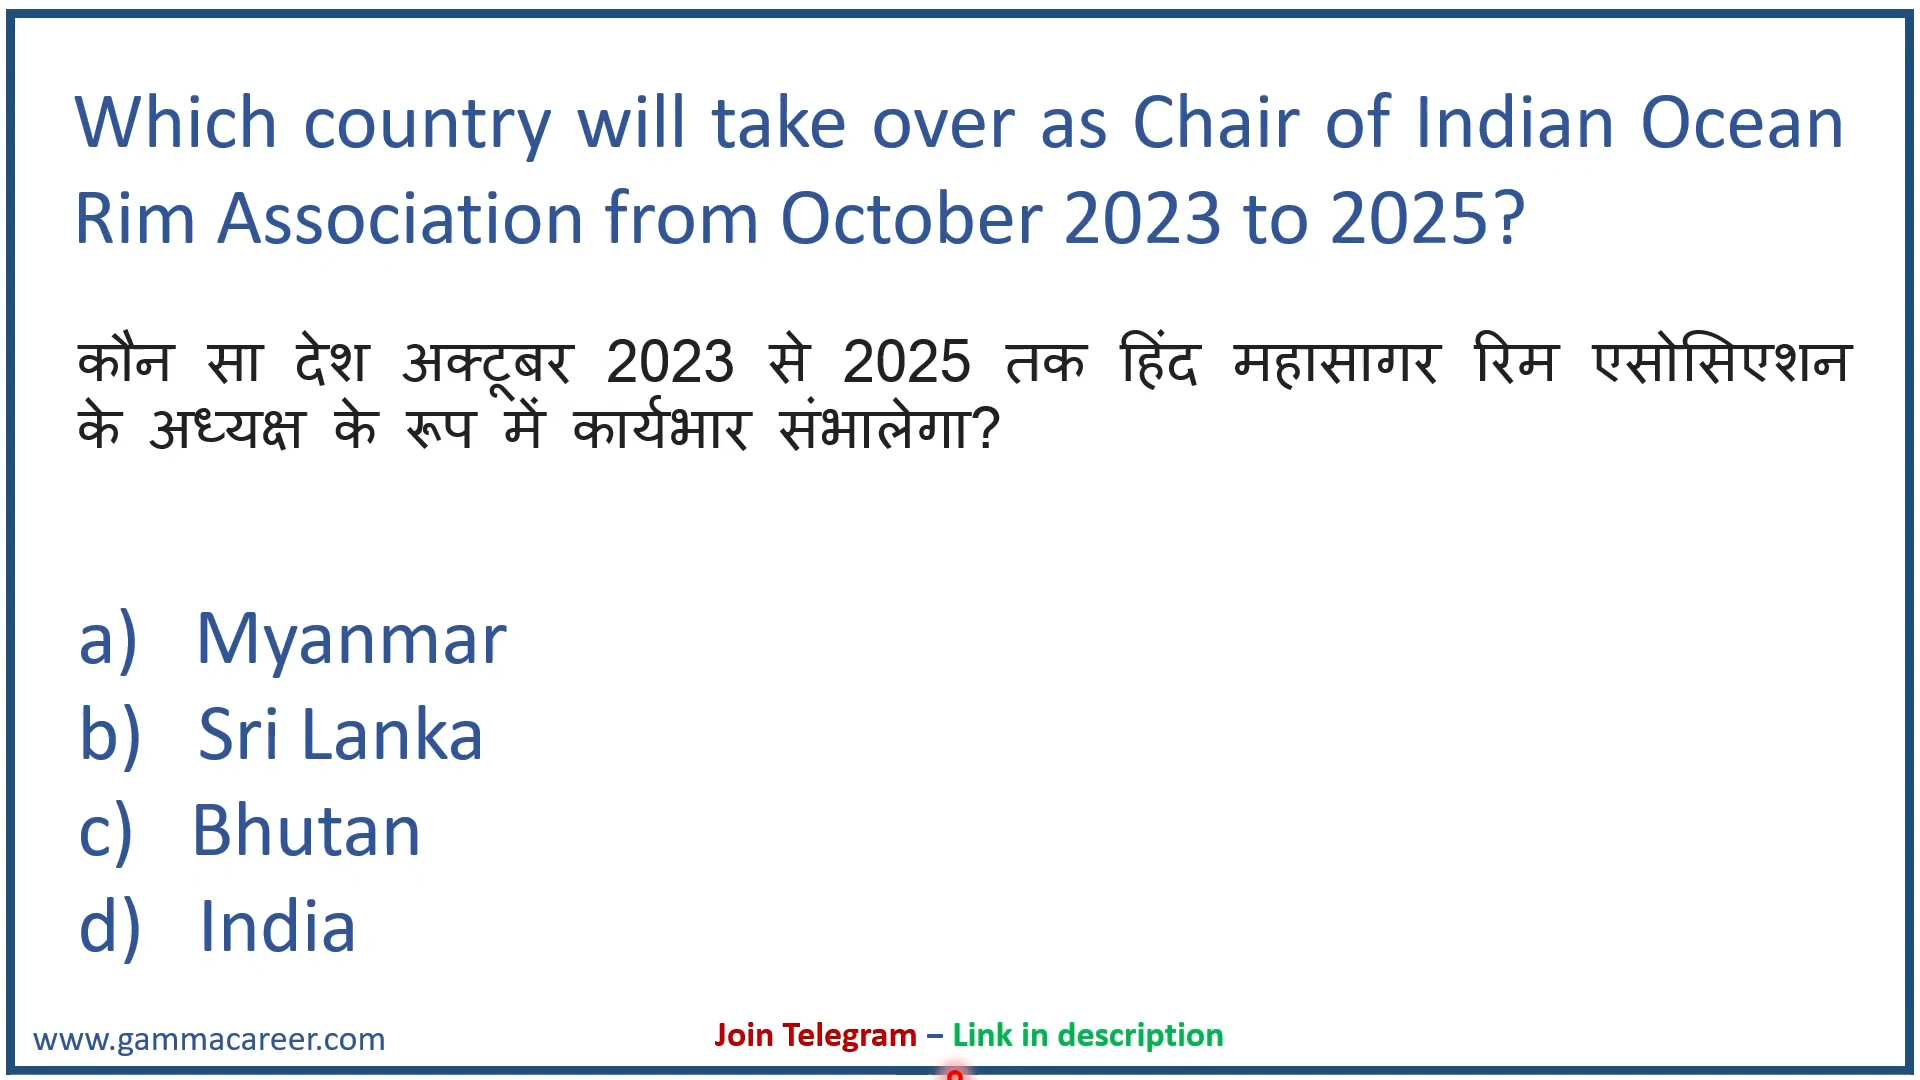 Which country will take over as Chair of Indian Ocean
Rim Association from October 2023 to 2025?
कौन सा देश अक्टूबर 2023 से 2025 तक हिंद महासागर रिम एसोसिएशन
के अध्यक्ष के रूप में कार्यभार संभालेगा?
a) Myanmar
b) Sri Lanka
c) Bhutan
d) India
www.gammacareer.com
Join Telegram – Link in description